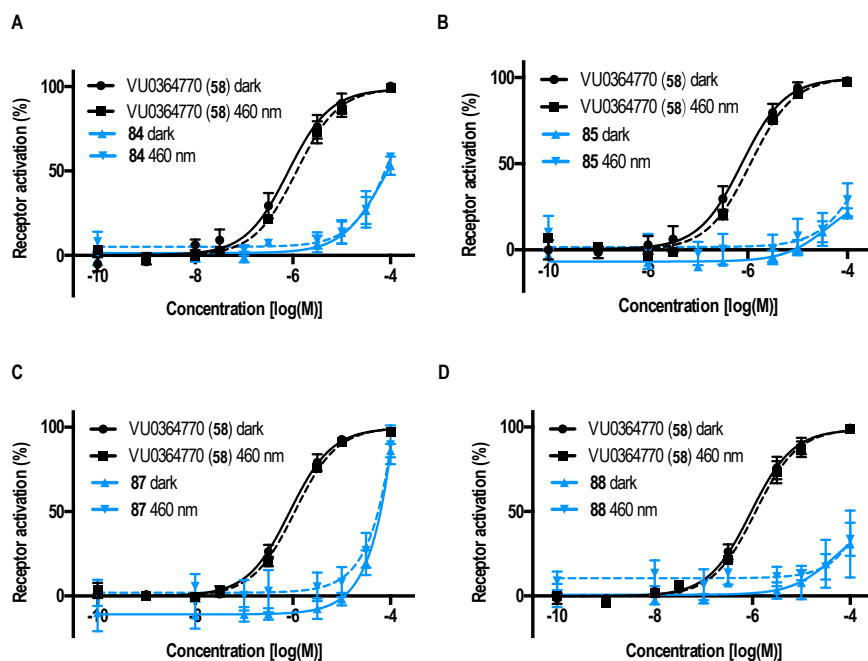 A
Receptor activation (%)
100
50
0
VU0364770 (58) dark
VU0364770 (58) 460 nm
84 dark
84 460 nm
-10 -8 -6 -4
Concentration [log(M)]
B
Receptor activation (%)
100
50
0
VU0364770 (58) dark
VU0364770 (58) 460 nm
85 dark
85 460 nm
-10 -8 -6 -4
Concentration [log(M)]
C
Receptor activation (%)
100
50
0
VU0364770 (58) dark
VU0364770 (58) 460 nm
87 dark
87 460 nm
-10 -8 -6 -4
Concentration [log(M)]
D
Receptor activation (%)
100
50
0
VU0364770 (58) dark
VU0364770 (58) 460 nm
88 dark
88 460 nm
-10 -8 -6 -4
Concentration [log(M)]